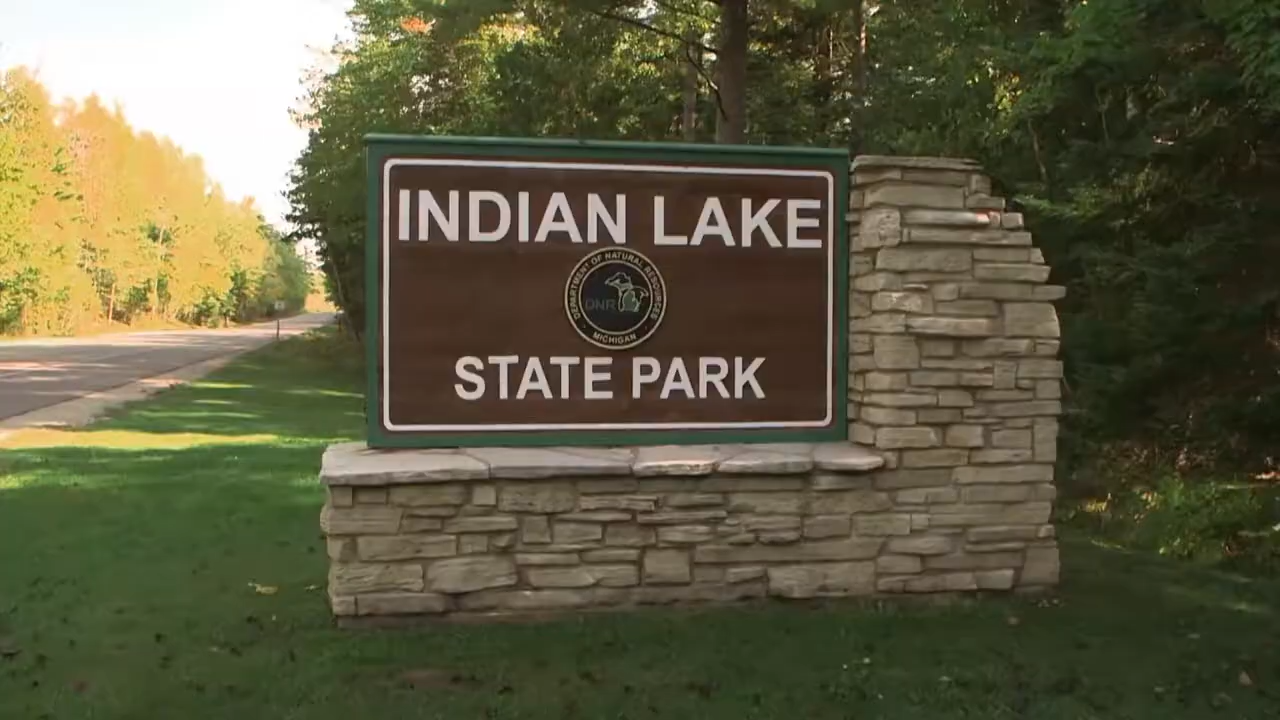 INDIAN LAKE
DEPARTMENT OF NATURAL RESOURCES
DNR
MICHIGAN
STATE PARK